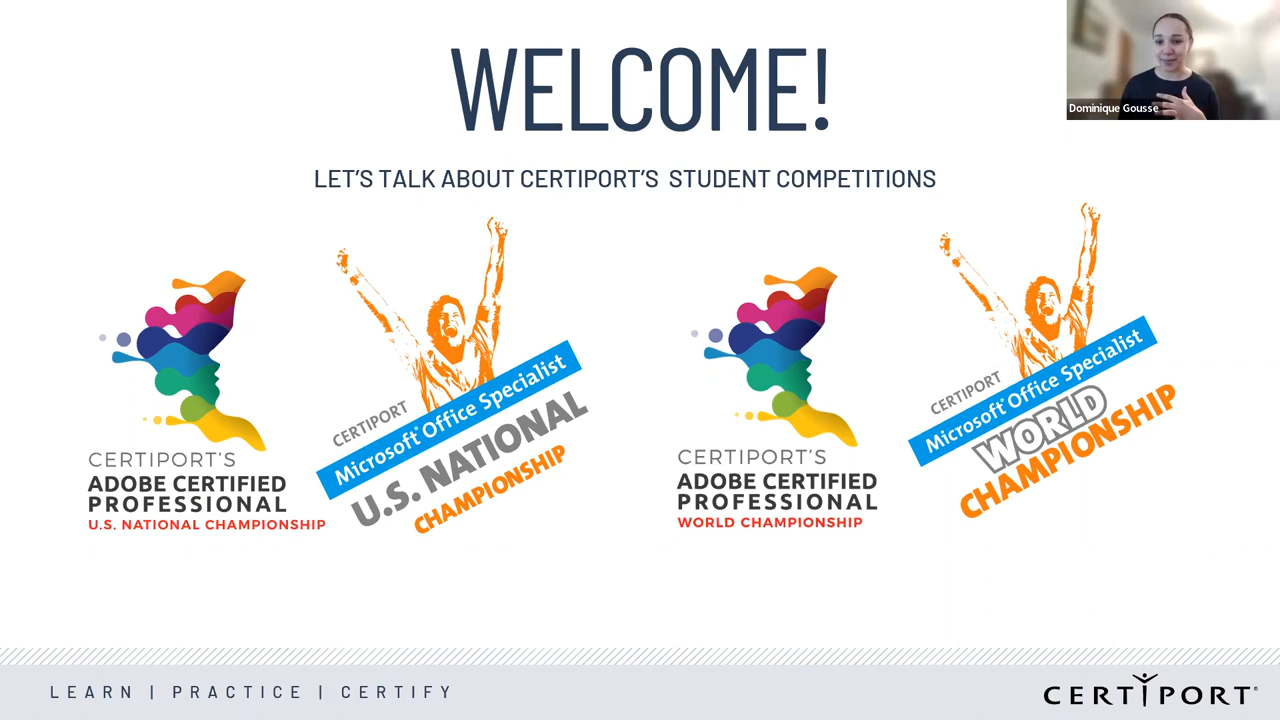 WELCOME!
Dominique Gousse
LET'S TALK ABOUT CERTIPORT'S STUDENT COMPETITIONS
CERTIPORT'S
ADOBE CERTIFIED
PROFESSIONAL
U.S. NATIONAL CHAMPIONSHIP
CERTIPORT
Microsoft® Office Specialist
U.S. NATIONAL
CHAMPIONSHIP
CERTIPORT'S
ADOBE CERTIFIED
PROFESSIONAL
WORLD CHAMPIONSHIP
CERTIPORT
Microsoft® Office Specialist
WORLD
CHAMPIONSHIP
LEARN | PRACTICE | CERTIFY
CERTIPORT®